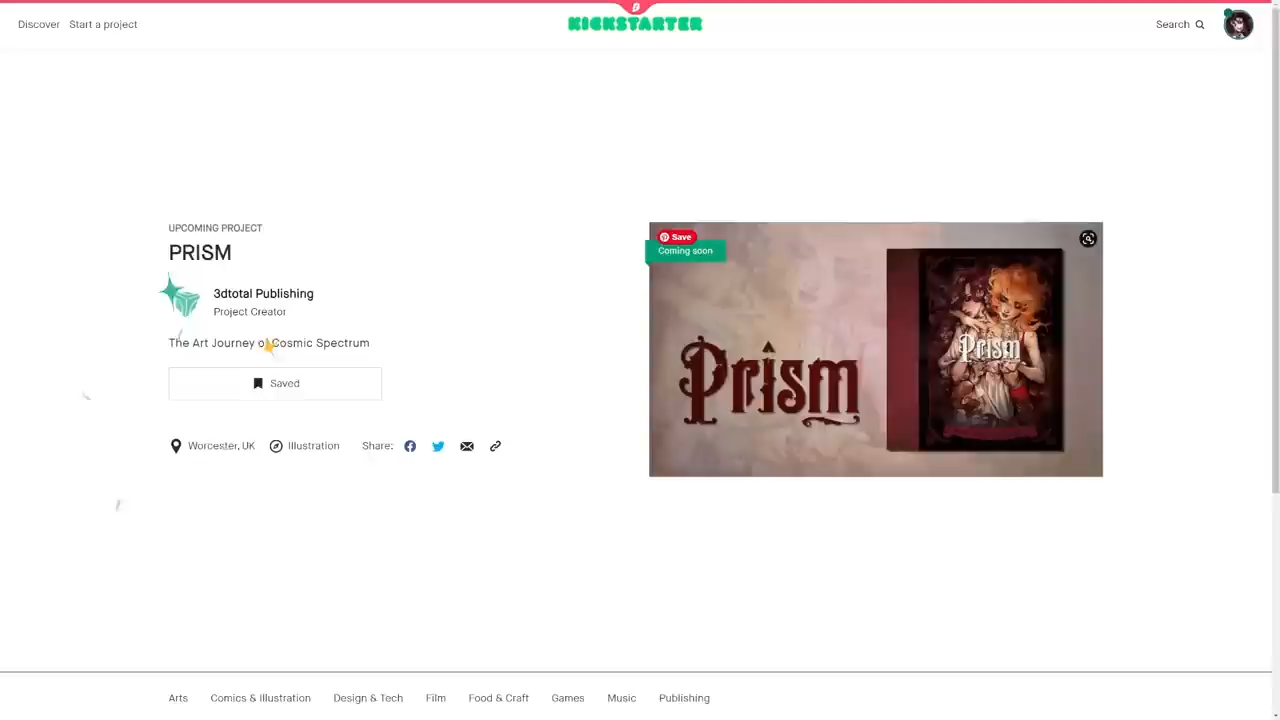 Discover Start a project
KICKSTARTER
Search
UPCOMING PROJECT
PRISM
3dtotal Publishing
Project Creator
The Art Journey of Cosmic Spectrum
Saved
Worcester, UK Illustration Share:
Save
Coming soon
Prism
Prism
Arts Comics & Illustration Design & Tech Film Food & Craft Games Music Publishing